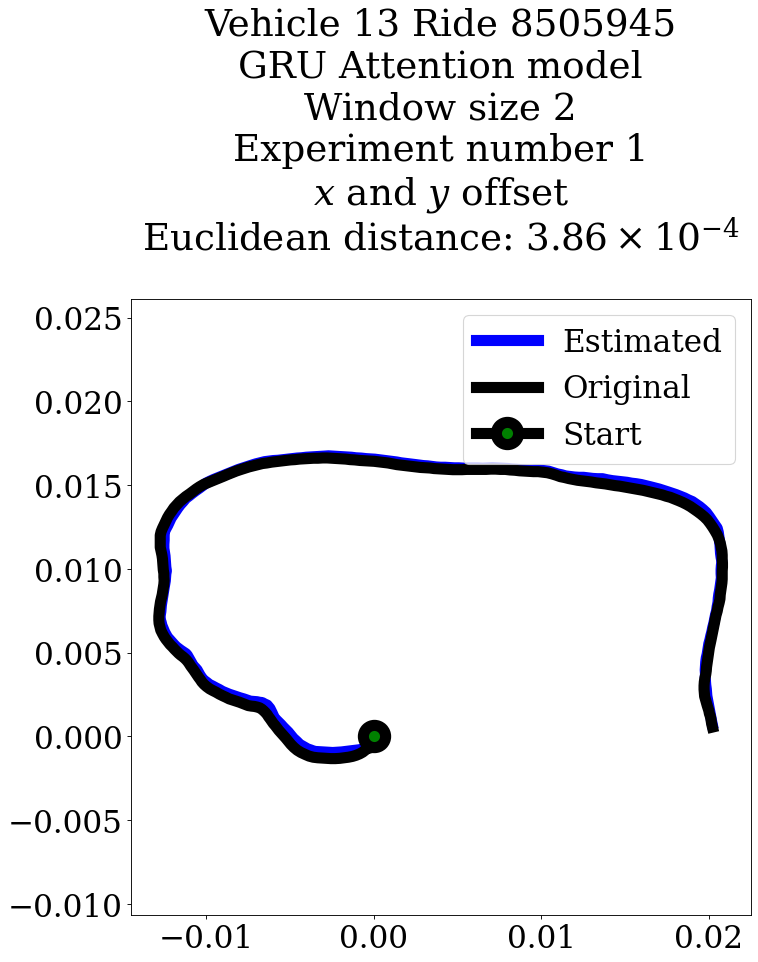 Vehicle 13 Ride 8505945
GRU Attention model
Window size 2
Experiment number 1
x and y offset
Euclidean distance: 3.86 × 10⁻⁴
Estimated
Original
Start
0.025
0.020
0.015
0.010
0.005
0.000
−0.005
−0.010
−0.01 0.00 0.01 0.02